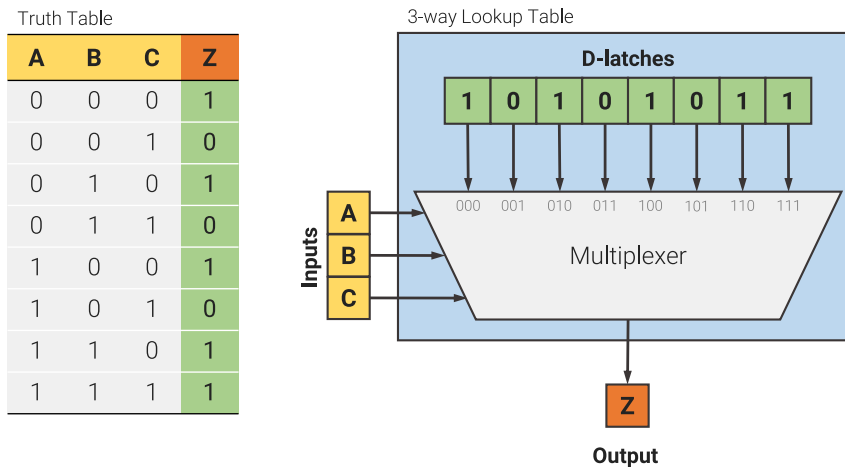 Truth Table
A B C Z
0 0 0 1
0 0 1 0
0 1 0 1
0 1 1 0
1 0 0 1
1 0 1 0
1 1 0 1
1 1 1 1
3-way Lookup Table
D-latches
1 0 1 0 1 0 1 1
000 001 010 011 100 101 110 111
Inputs
A
B
C
Multiplexer
Z
Output